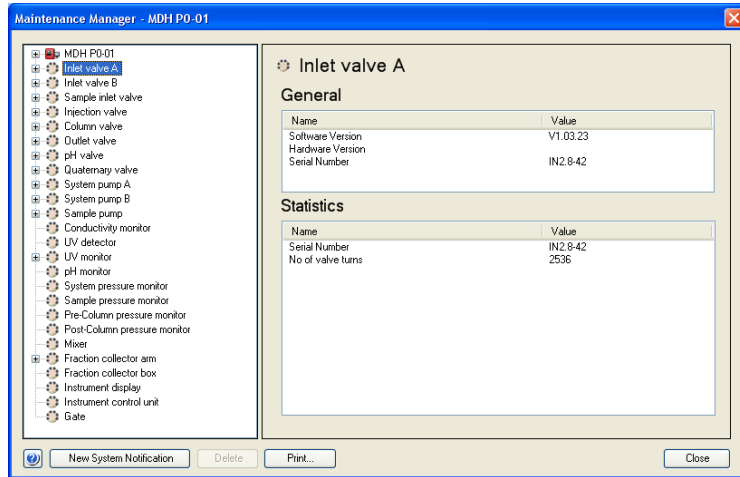 Maintenance Manager - MDH P0-01
MDH P0-01
Inlet valve A
Inlet valve B
Sample inlet valve
Injection valve
Column valve
Outlet valve
pH valve
Quaternary valve
System pump A
System pump B
Sample pump
Conductivity monitor
UV detector
UV monitor
pH monitor
System pressure monitor
Sample pressure monitor
Pre-Column pressure monitor
Post-Column pressure monitor
Mixer
Fraction collector arm
Fraction collector box
Instrument display
Instrument control unit
Gate
Inlet valve A
General
Name Value
Software Version V1.03.23
Hardware Version
Serial Number IN2.8-42
Statistics
Name Value
Serial Number IN2.8-42
No of valve turns 2536
? New System Notification Delete Print... Close